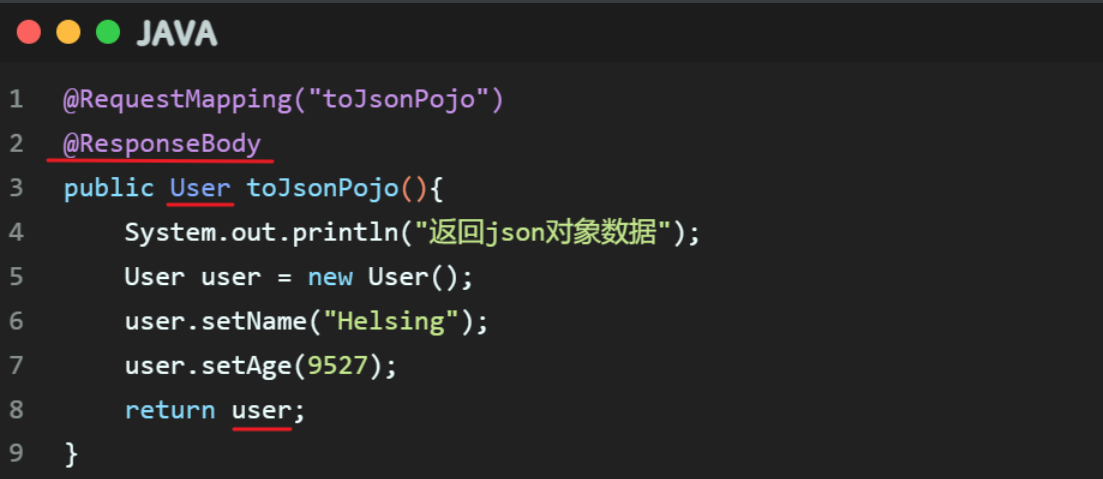 JAVA
1 @RequestMapping("toJsonPojo")
2 @ResponseBody
3 public User toJsonPojo(){
4     System.out.println("返回json对象数据");
5     User user = new User();
6     user.setName("Helsing");
7     user.setAge(9527);
8     return user;
9 }